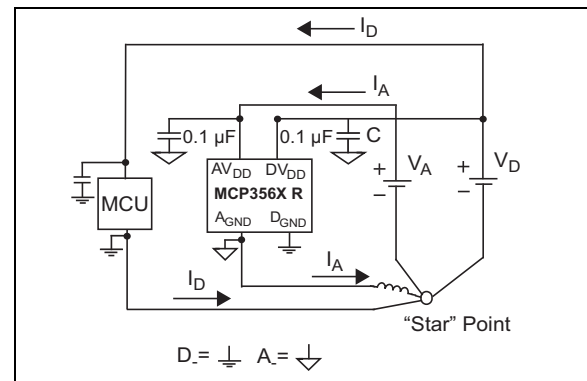 I_D
I_A
0.1 µF
0.1 µF
C
AV_DD DV_DD
V_A
V_D
MCP356X R
MCU
A_GND D_GND
I_D
I_A
"Star" Point
D_-= A_-=